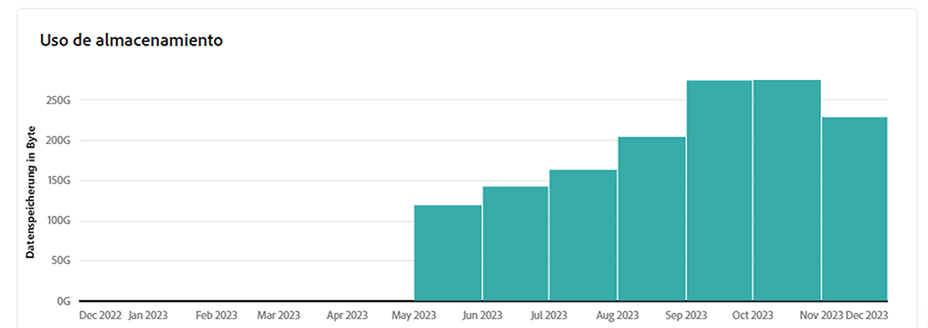 Uso de almacenamiento
Datenspeicherung in Byte
250G
200G
150G
100G
50G
0G
Dec 2022 Jan 2023 Feb 2023 Mar 2023 Apr 2023 May 2023 Jun 2023 Jul 2023 Aug 2023 Sep 2023 Oct 2023 Nov 2023 Dec 2023